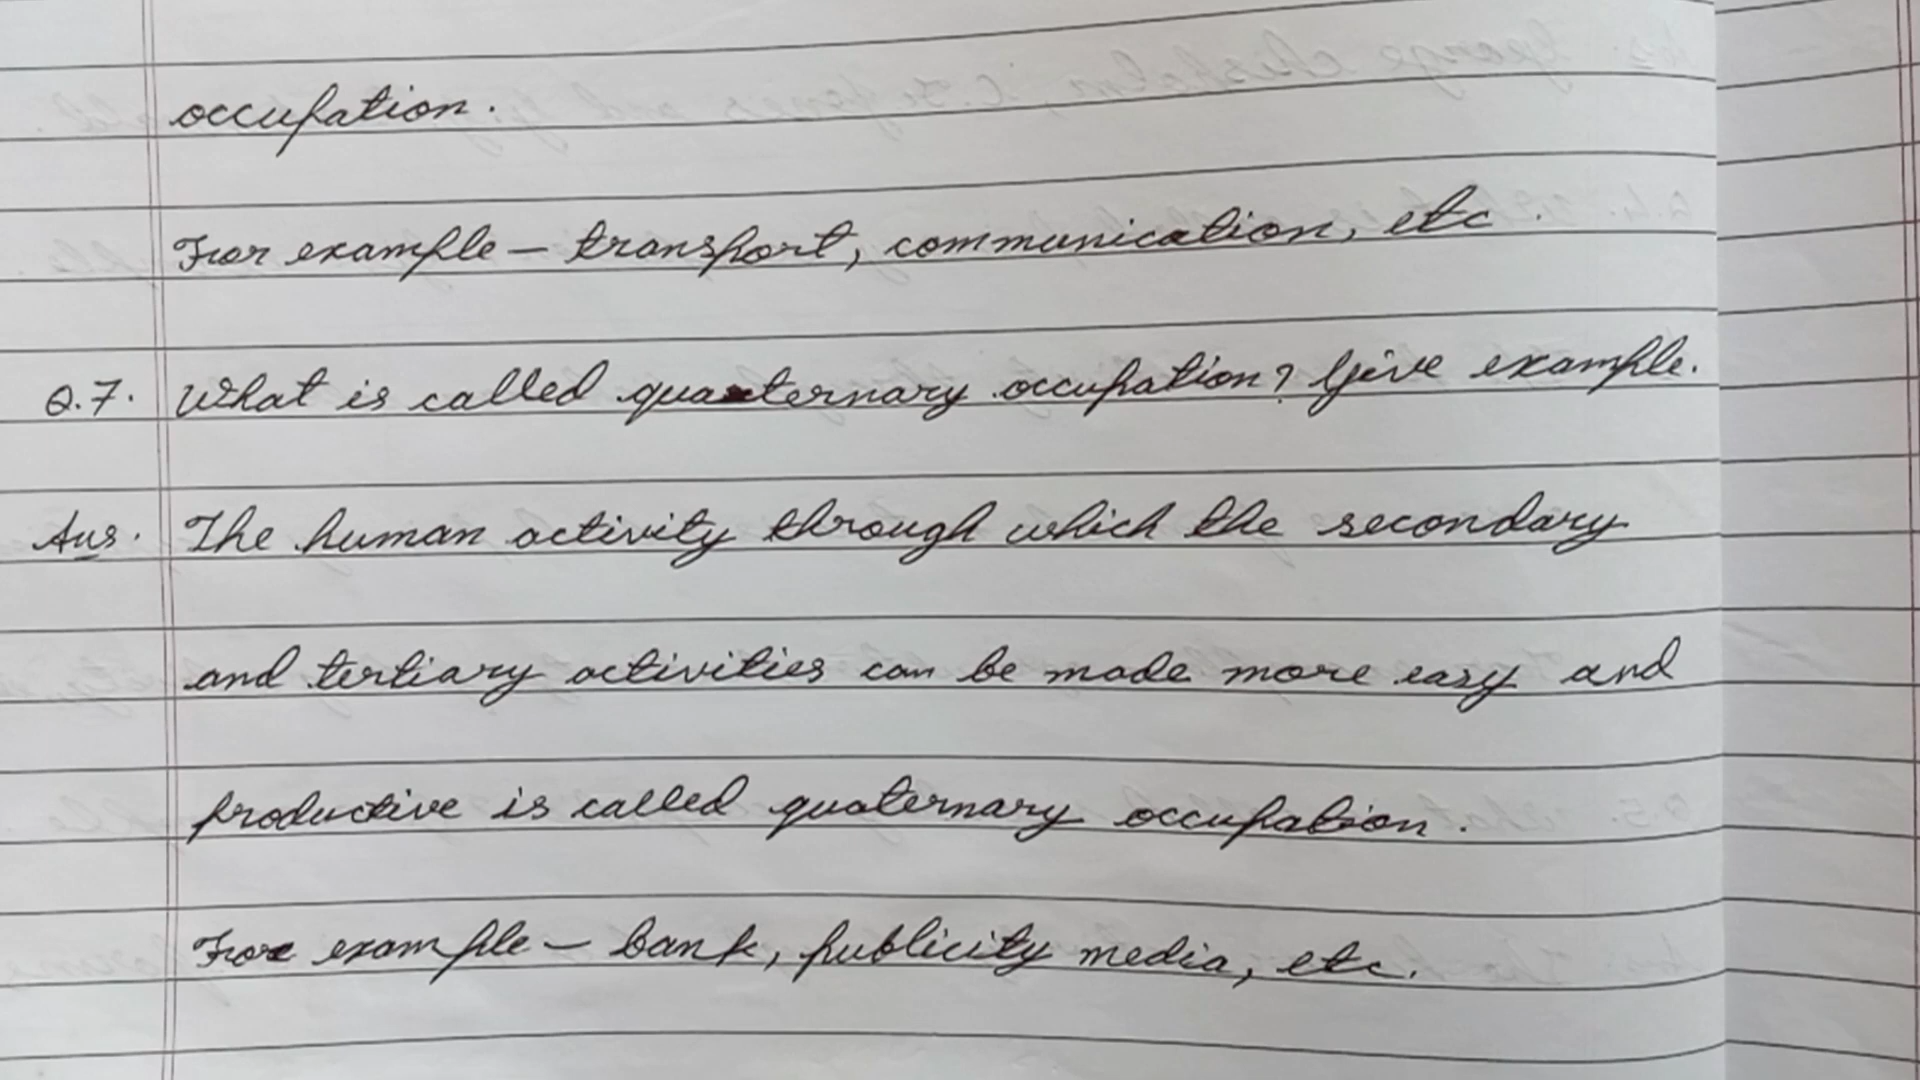 occupation.
For example - transport, communication, etc.
Q.7. What is called quaternary occupation? Give example.
Ans. The human activity through which the secondary
and tertiary activities can be made more easy and
productive is called quaternary occupation.
For example - bank, publicity media, etc.